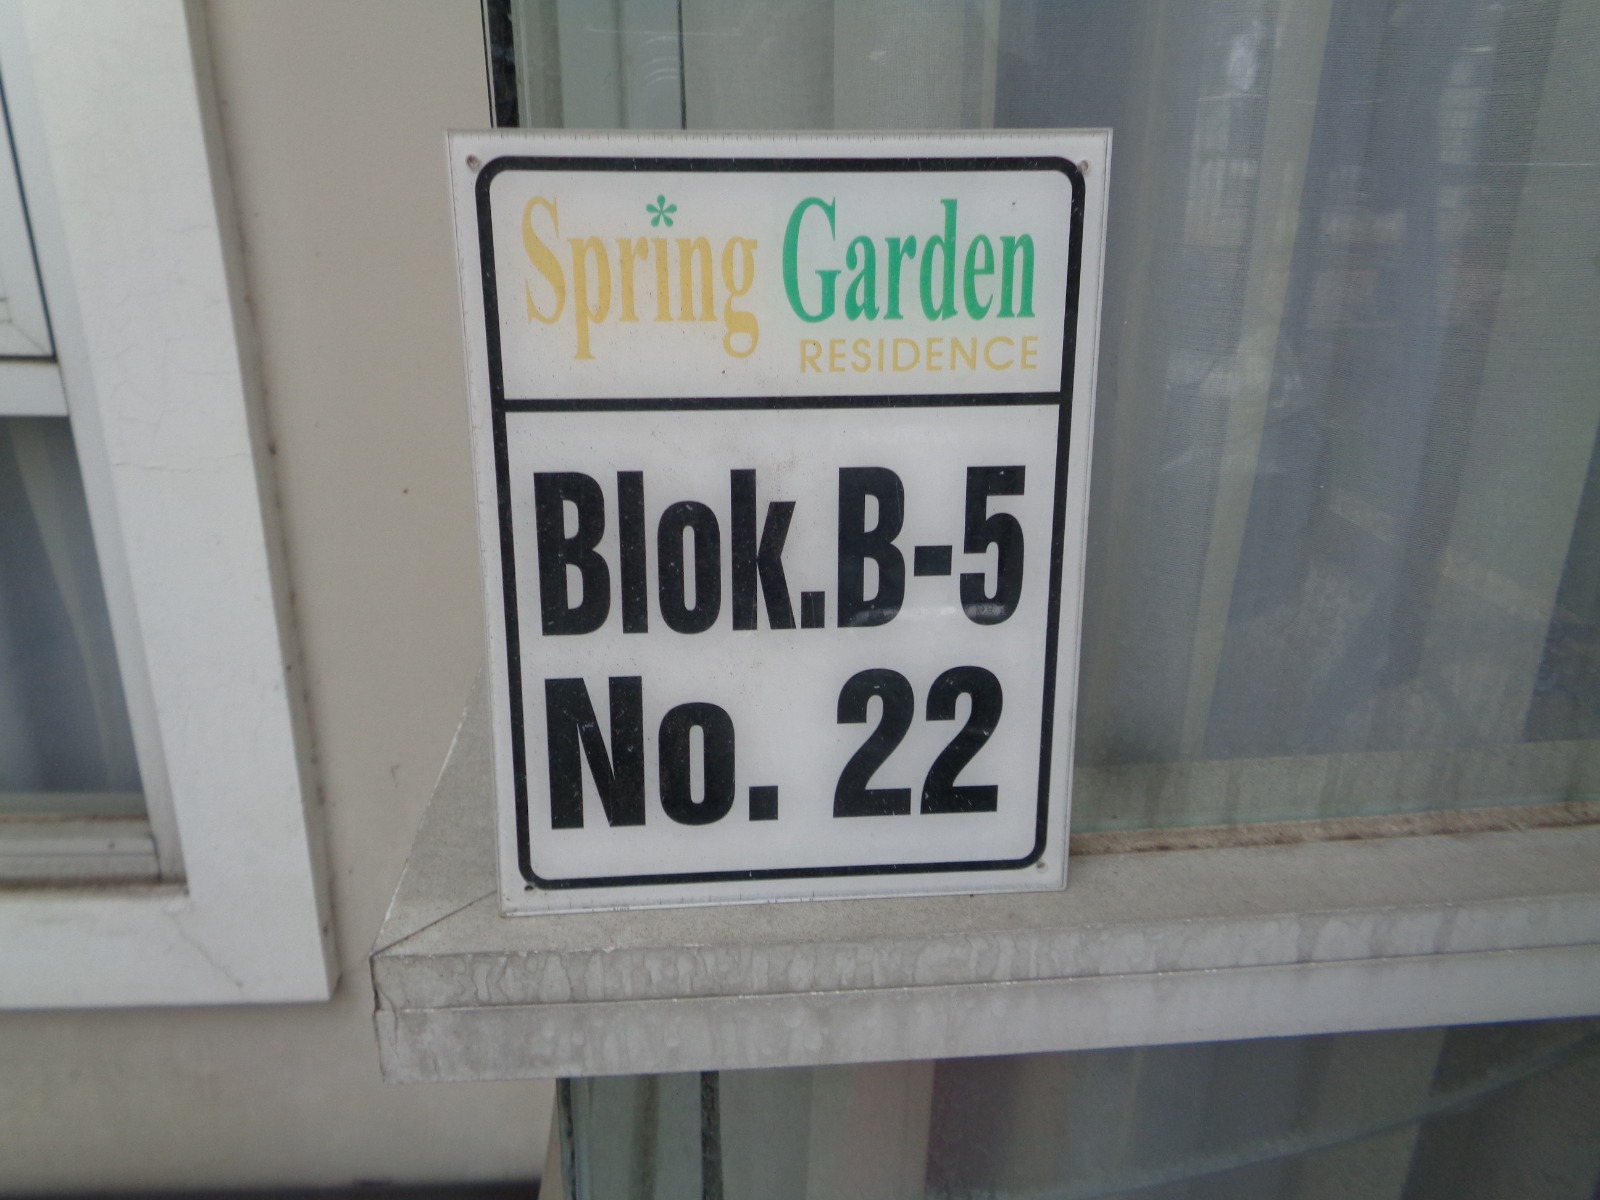 Spring Garden
RESIDENCE
Blok.B-5
No. 22